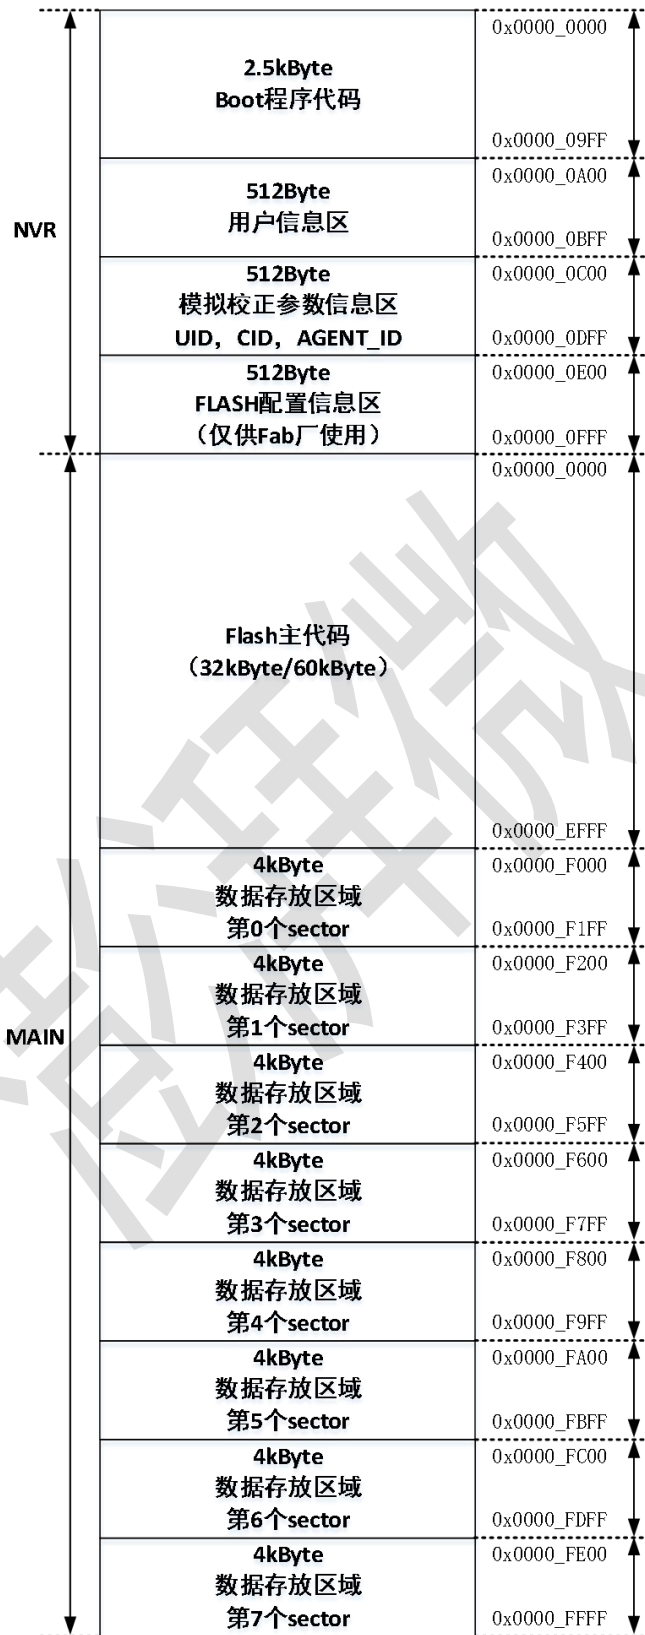 0x0000_0000
2.5kByte
Boot程序代码
0x0000_09FF
NVR
0x0000_0A00
512Byte
用户信息区
0x0000_0BFF
0x0000_0C00
512Byte
模拟校正参数信息区
UID，CID，AGENT_ID
0x0000_0DFF
0x0000_0E00
512Byte
FLASH配置信息区
（仅供Fab厂使用）
0x0000_0FFF
0x0000_0000
Flash主代码
（32kByte/60kByte）
0x0000_EFFF
MAIN
0x0000_F000
4kByte
数据存放区域
第0个sector
0x0000_F1FF
0x0000_F200
4kByte
数据存放区域
第1个sector
0x0000_F3FF
0x0000_F400
4kByte
数据存放区域
第2个sector
0x0000_F5FF
0x0000_F600
4kByte
数据存放区域
第3个sector
0x0000_F7FF
0x0000_F800
4kByte
数据存放区域
第4个sector
0x0000_F9FF
0x0000_FA00
4kByte
数据存放区域
第5个sector
0x0000_FBFF
0x0000_FC00
4kByte
数据存放区域
第6个sector
0x0000_FDFF
0x0000_FE00
4kByte
数据存放区域
第7个sector
0x0000_FFFF
澎湃微